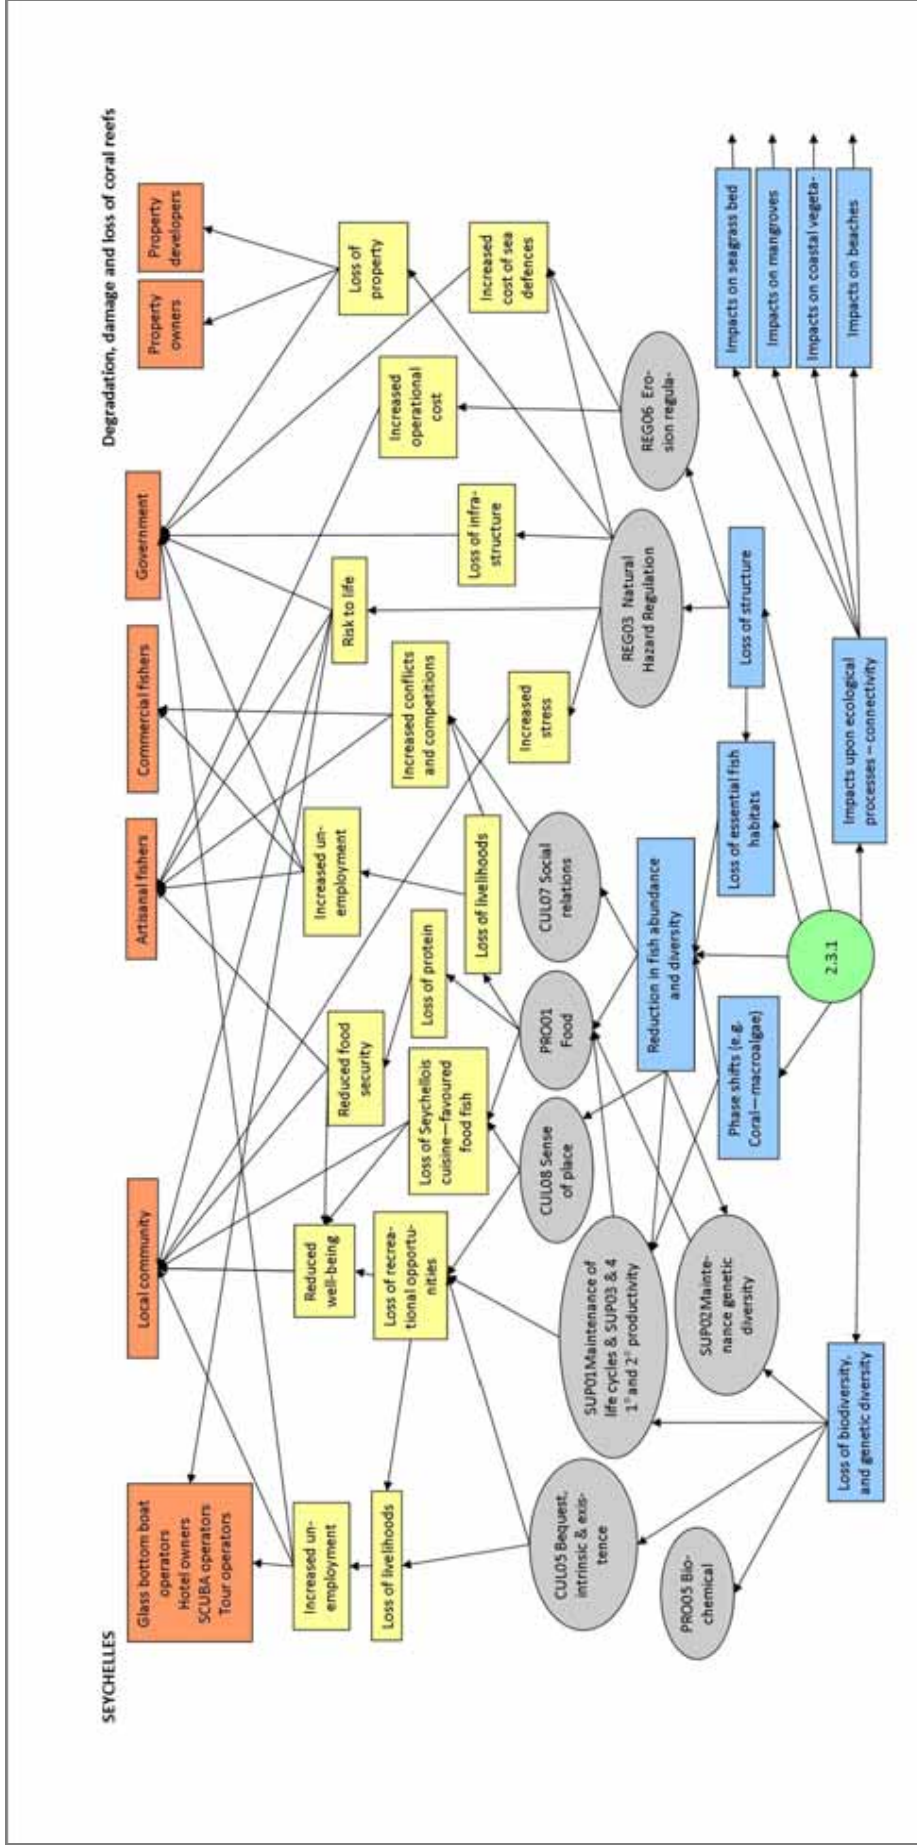 SEYCHELLES
Degradation, damage and loss of coral reefs
Glass bottom boat
operators
Hotel owners
SCUBA operators
Tour operators
Local community
Artisanal fishers
Commercial fishers
Government
Property
owners
Property
developers
Increased un-
employment
Reduced
well-being
Reduced food
security
Increased un-
employment
Risk to life
Loss of
property
Loss of livelihoods
Loss of recrea-
tional opportu-
nities
Loss of Seychellois
cuisine—favoured
food fish
Loss of protein
Increased conflicts
and competitions
Increased
operational
cost
Loss of livelihoods
Increased
stress
Loss of infra-
structure
Increased
cost of sea
defences
CUL05 Bequest,
intrinsic & exis-
tence
SUP01Maintenance of
life cycles & SUP03 & 4
1° and 2° productivity
CUL08 Sense
of place
PRO01
Food
CUL07 Social
relations
REG03 Natural
Hazard Regulation
REG06 Ero-
sion regula-
PRO05 Bio-
chemical
SUP02Mainte-
nance genetic
diversity
Reduction in fish abundance
and diversity
Phase shifts (e.g.
Coral—macroalgae)
Loss of essential fish
habitats
Loss of structure
Impacts on seagrass bed
Impacts on mangroves
Impacts on coastal vegeta-
Impacts on beaches
2.3.1
Loss of biodiversity,
and genetic diversity
Impacts upon ecological
processes – connectivity